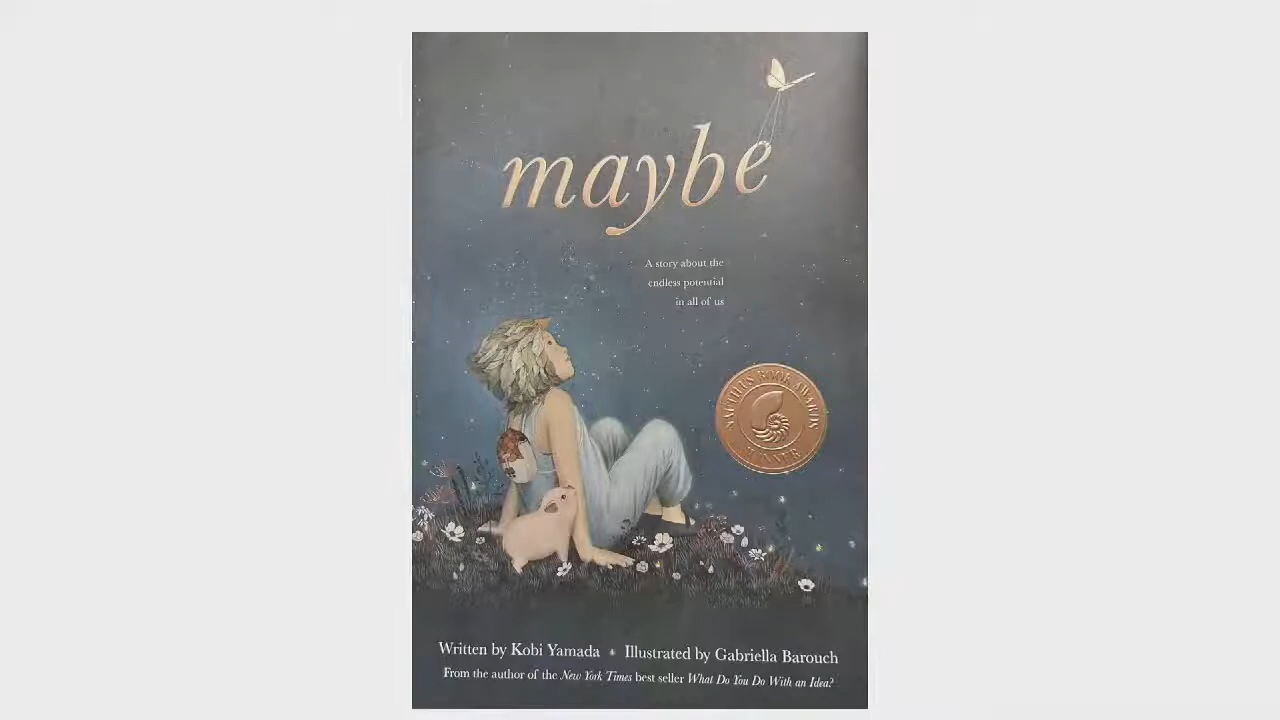 maybe
A story about the
endless potential
in all of us
NAUTILUS BOOK AWARDS
WINNER
Written by Kobi Yamada • Illustrated by Gabriella Barouch
From the author of the New York Times best seller What Do You Do With an Idea?